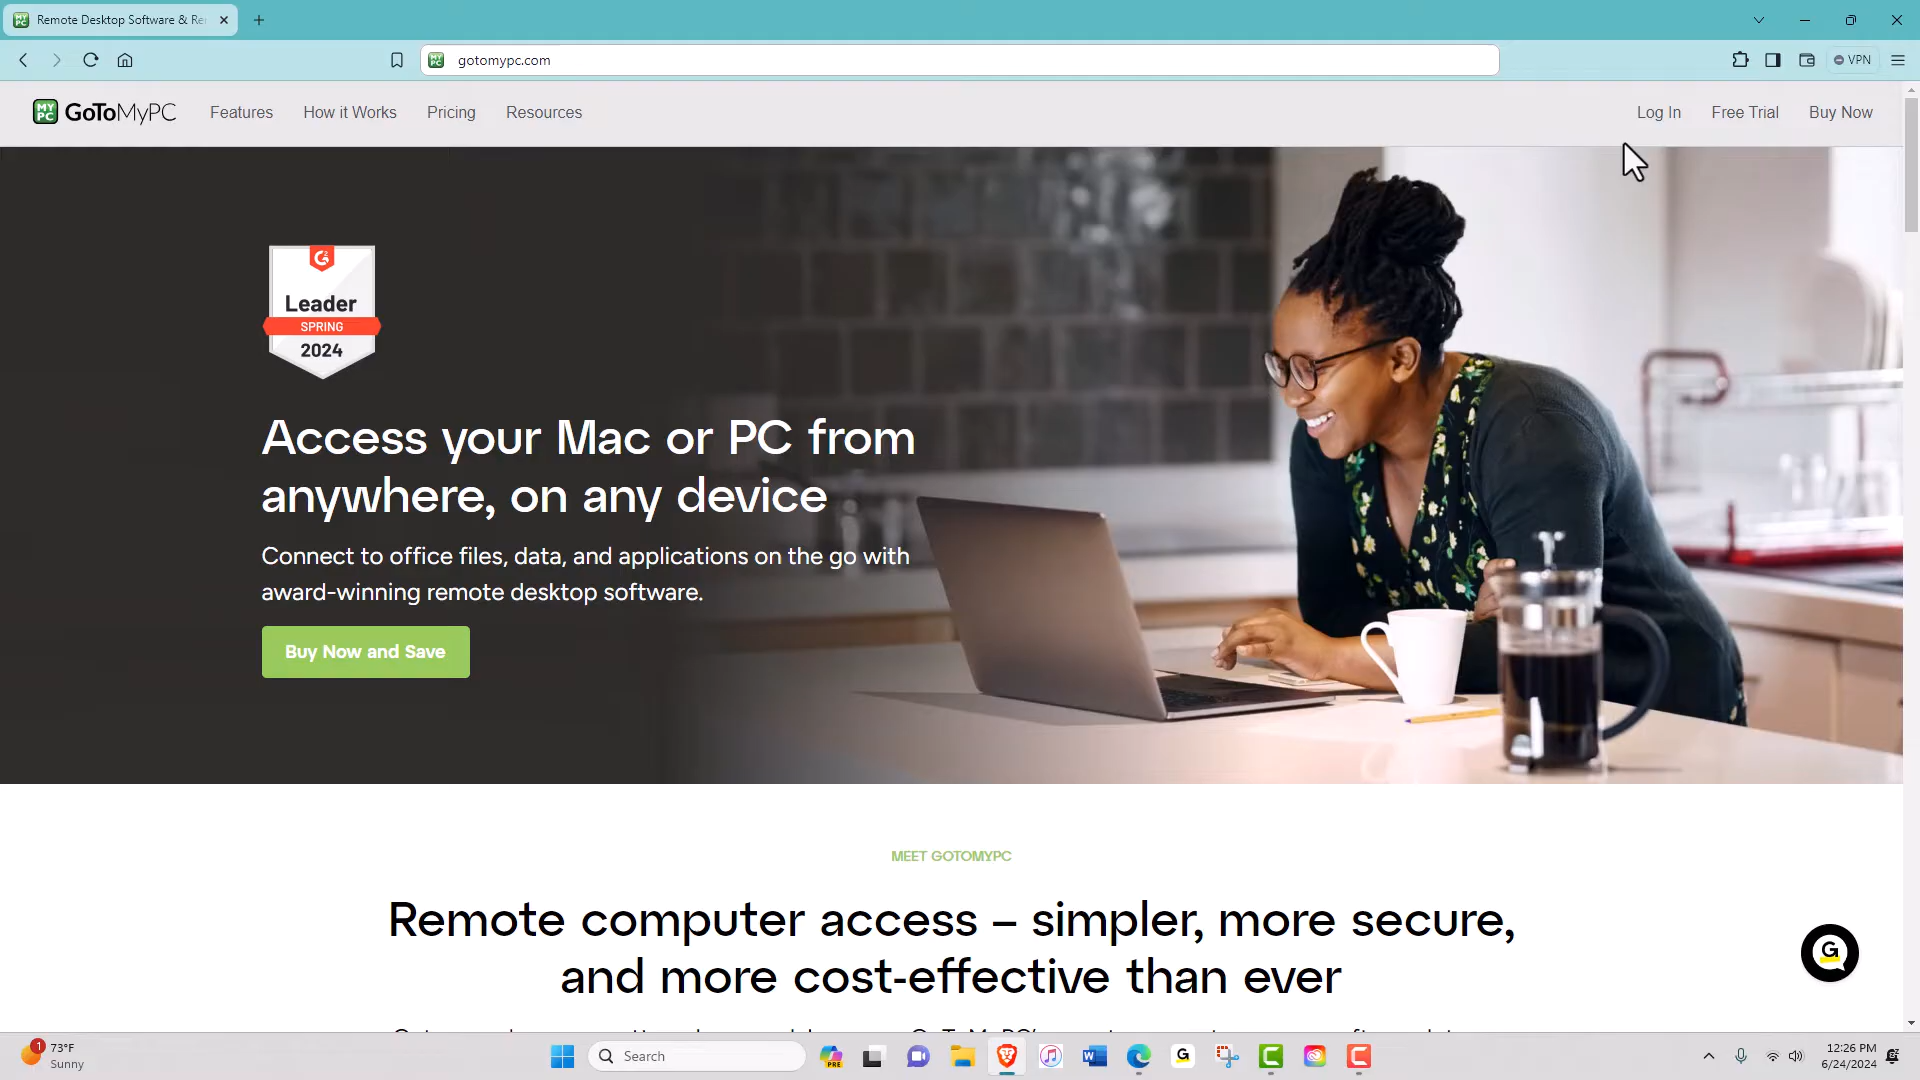 Remote Desktop Software & Re
gotomypc.com
VPN
MY PC
GoToMyPC
Features
How it Works
Pricing
Resources
Log In
Free Trial
Buy Now
Leader
SPRING
2024
Access your Mac or PC from
anywhere, on any device
Connect to office files, data, and applications on the go with
award-winning remote desktop software.
Buy Now and Save
MEET GOTOMYPC
Remote computer access – simpler, more secure,
and more cost-effective than ever
G
1
73°F
Sunny
Search
PRE
12:26 PM
6/24/2024